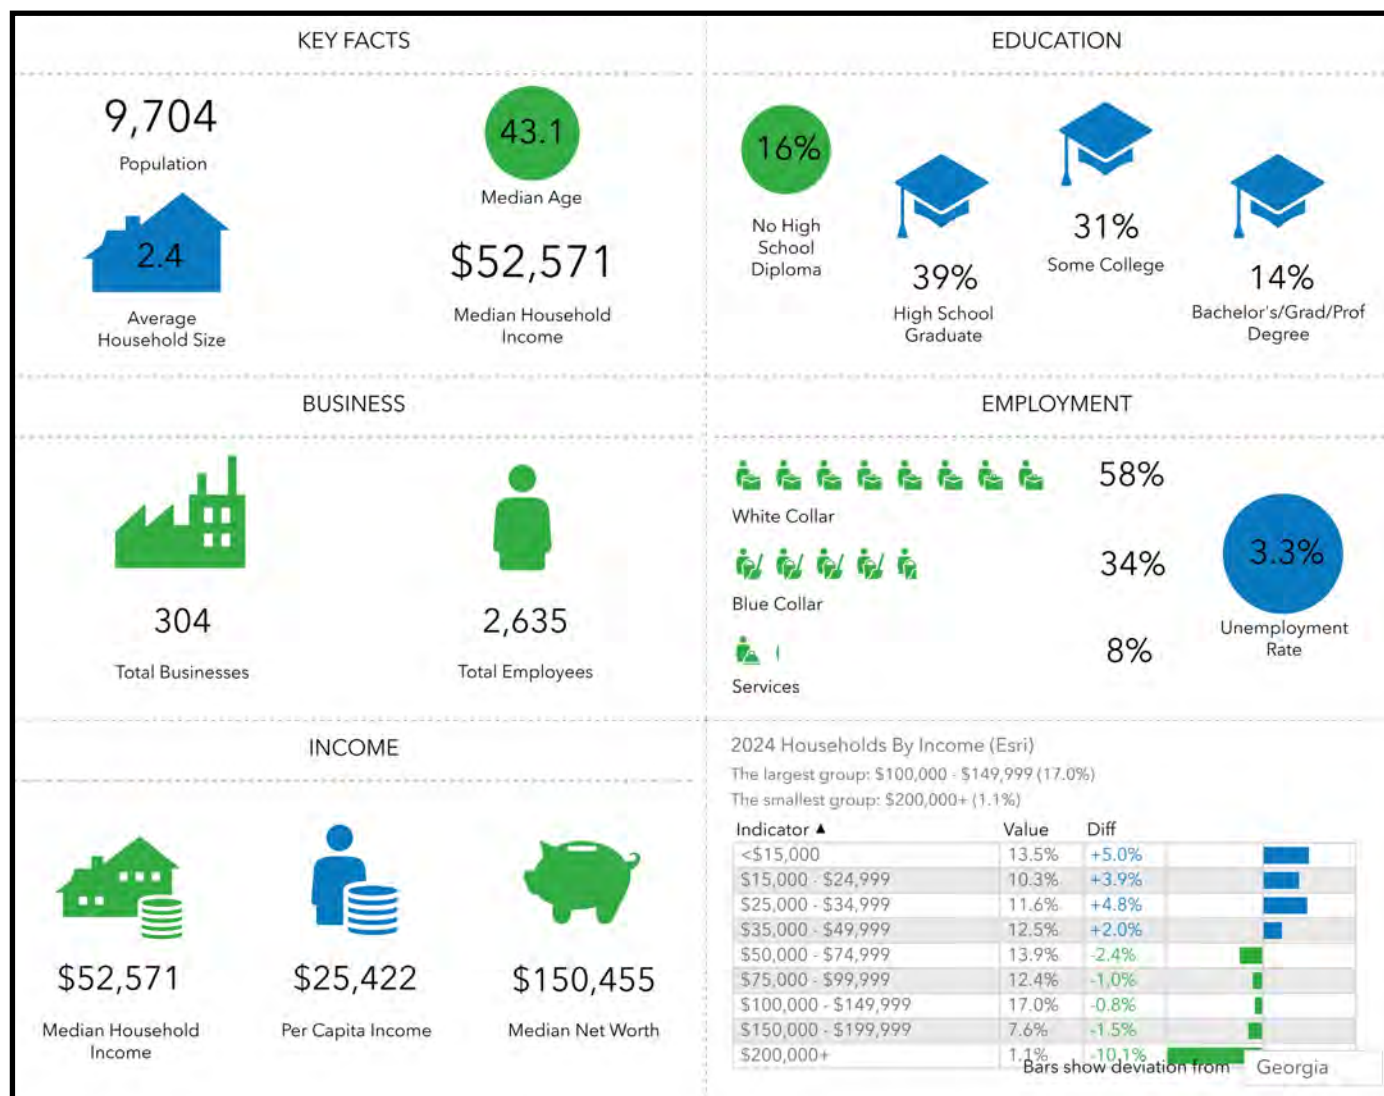 KEY FACTS
9,704
Population
43.1
Median Age
2.4
Average
Household Size
$52,571
Median Household
Income
EDUCATION
16%
No High
School
Diploma
39%
High School
Graduate
31%
Some College
14%
Bachelor's/Grad/Prof
Degree
BUSINESS
304
Total Businesses
2,635
Total Employees
EMPLOYMENT
58%
White Collar
34%
Blue Collar
8%
Services
3.3%
Unemployment
Rate
INCOME
$52,571
Median Household
Income
$25,422
Per Capita Income
$150,455
Median Net Worth
2024 Households By Income (Esri)
The largest group: $100,000 - $149,999 (17.0%)
The smallest group: $200,000+ (1.1%)
Indicator ▲ Value Diff
<$15,000 13.5% +5.0%
$15,000 - $24,999 10.3% +3.9%
$25,000 - $34,999 11.6% +4.8%
$35,000 - $49,999 12.5% +2.0%
$50,000 - $74,999 13.9% -2.4%
$75,000 - $99,999 12.4% -1.0%
$100,000 - $149,999 17.0% -0.8%
$150,000 - $199,999 7.6% -1.5%
$200,000+ 1.1% -10.1%
Bars show deviation from Georgia